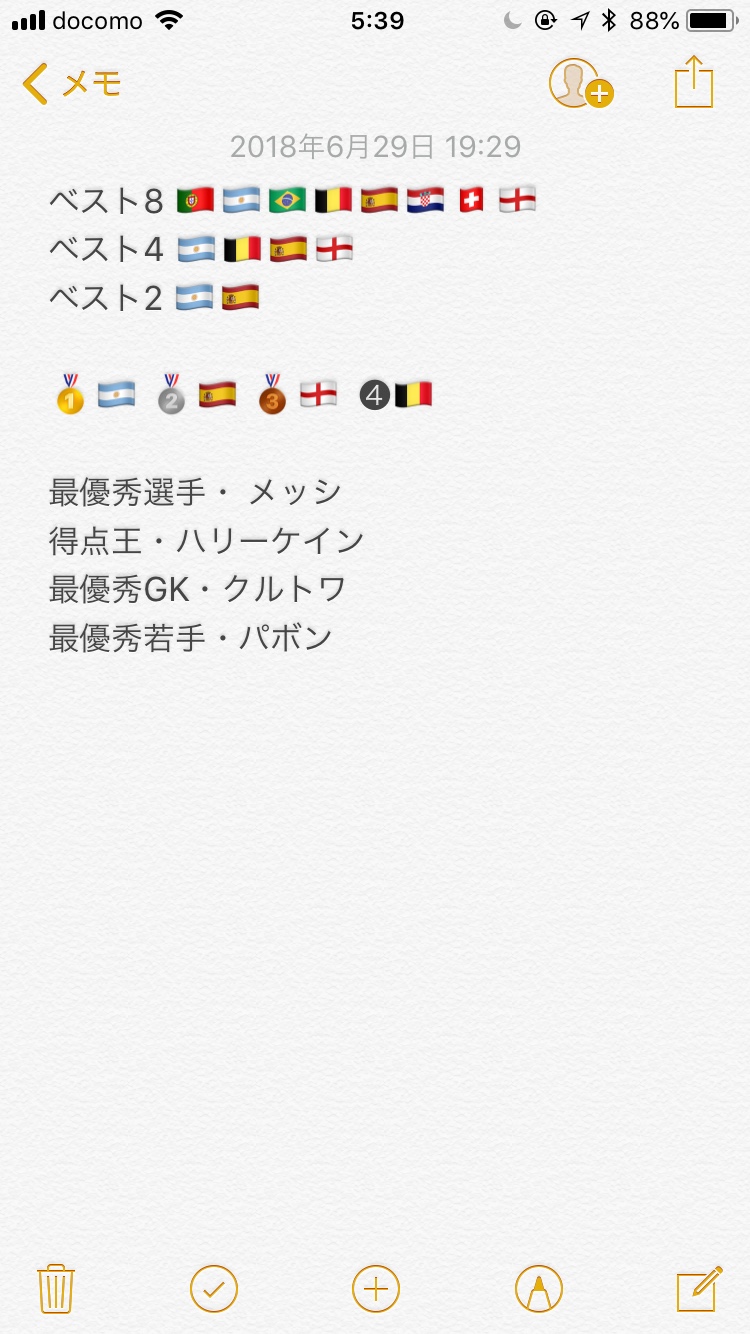 docomo 5:39 88%
メモ
2018年6月29日 19:29
ベスト8 🇵🇹🇦🇷🇧🇷🇧🇪🇪🇸🇭🇷🇨🇭🏴󠁧󠁢󠁥󠁮󠁧󠁿
ベスト4 🇦🇷🇧🇪🇪🇸🏴󠁧󠁢󠁥󠁮󠁧󠁿
ベスト2 🇦🇷🇪🇸
🥇🇦🇷 🥈🇪🇸 🥉🏴󠁧󠁢󠁥󠁮󠁧󠁿 ❹🇧🇪
最優秀選手・ メッシ
得点王・ハリーケイン
最優秀GK・クルトワ
最優秀若手・パボン